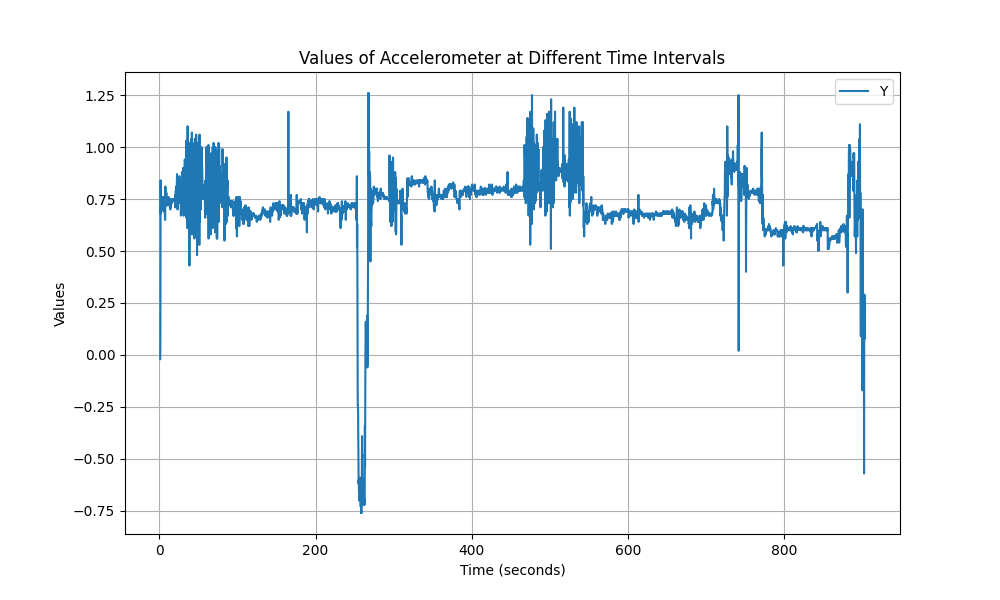 Values of Accelerometer at Different Time Intervals
Y
1.25
1.00
0.75
0.50
0.25
0.00
−0.25
−0.50
−0.75
Values
0 200 400 600 800
Time (seconds)